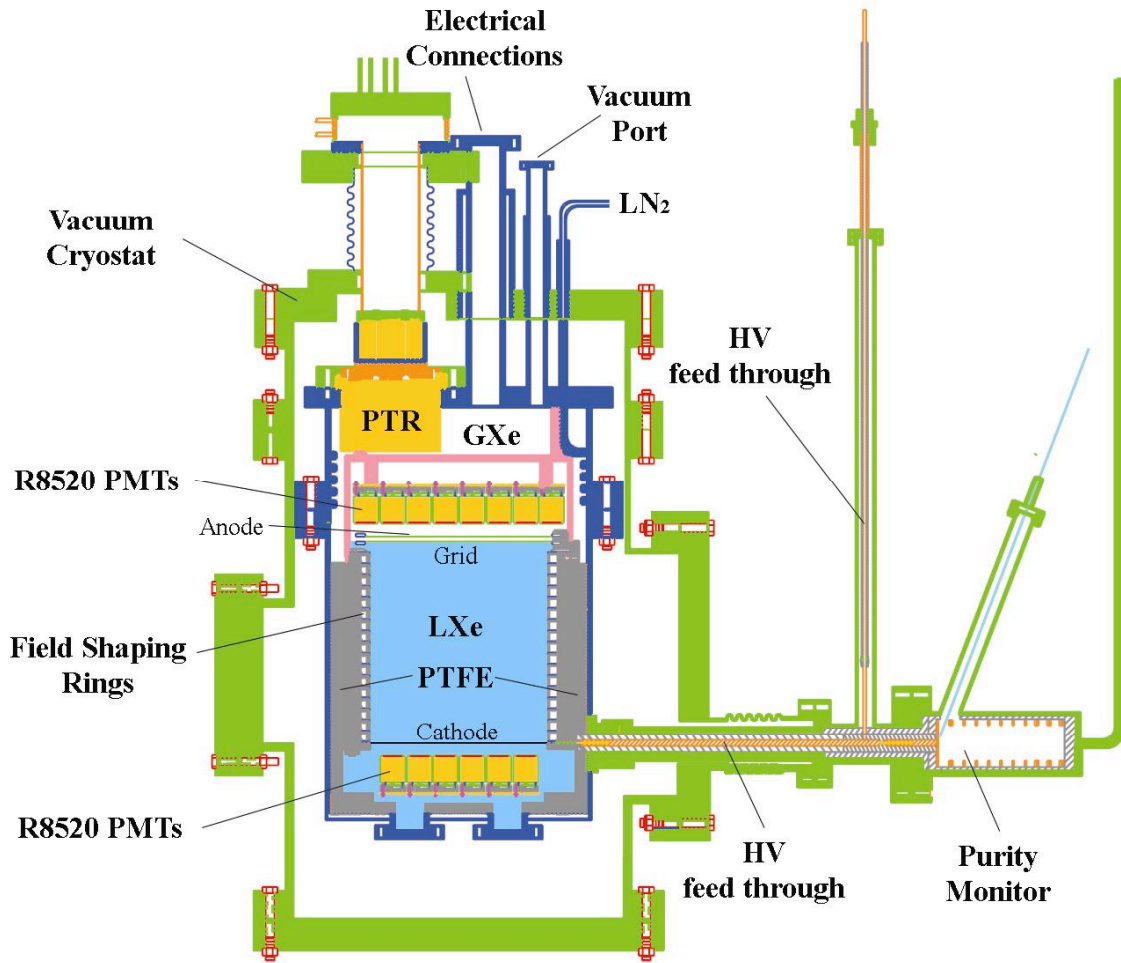 Electrical
Connections
Vacuum
Port
LN₂
Vacuum
Cryostat
HV
feed through
PTR
GXe
R8520 PMTs
Anode
Grid
LXe
Field Shaping
Rings
PTFE
Cathode
R8520 PMTs
HV
feed through
Purity
Monitor